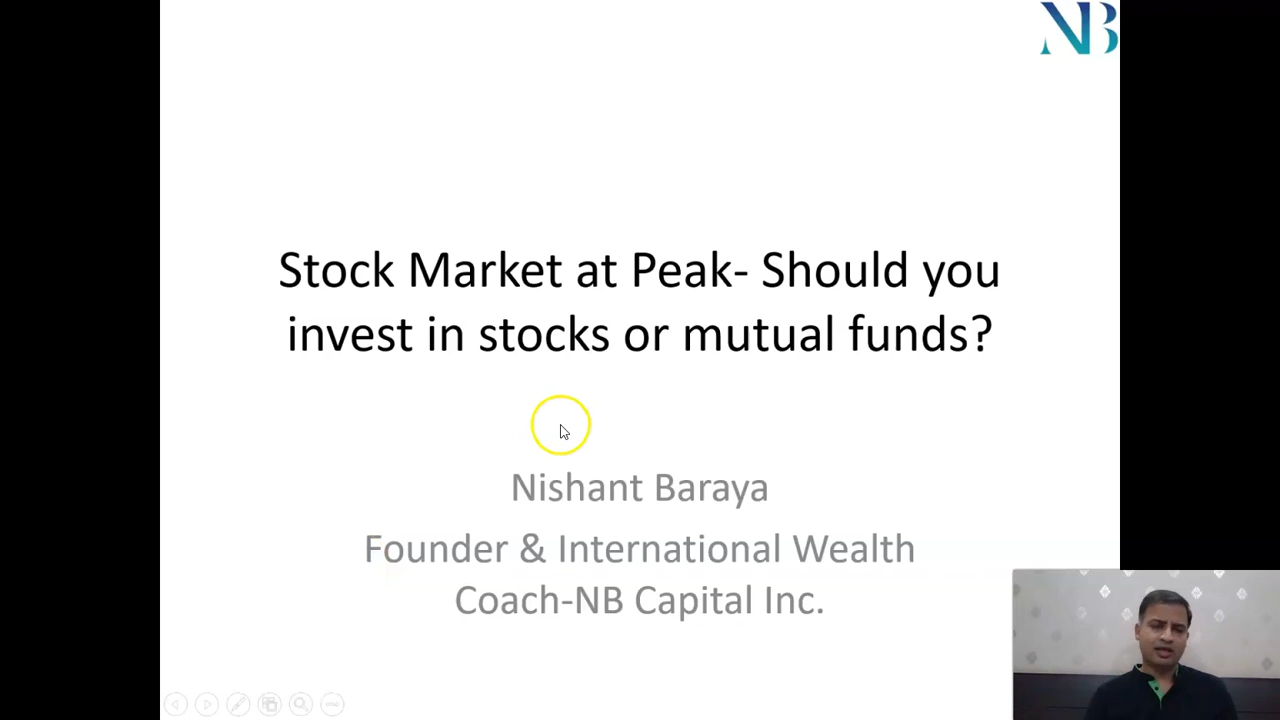 NB
Stock Market at Peak- Should you
invest in stocks or mutual funds?
Nishant Baraya
Founder & International Wealth
Coach-NB Capital Inc.